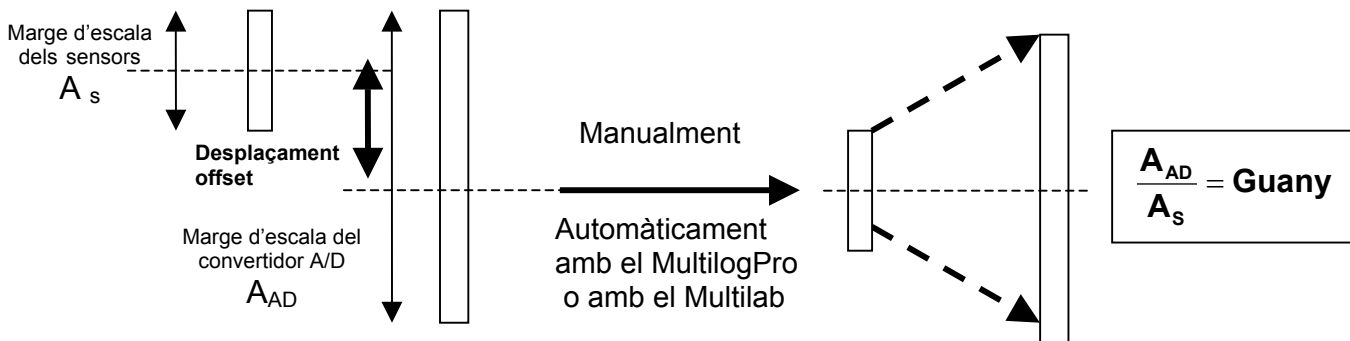 Marge d'escala
dels sensors
A s
Desplaçament
offset
Marge d'escala del
convertidor A/D
AAD
Manualment
Automàticament
amb el MultilogPro
o amb el Multilab
AAD
AS
= Guany